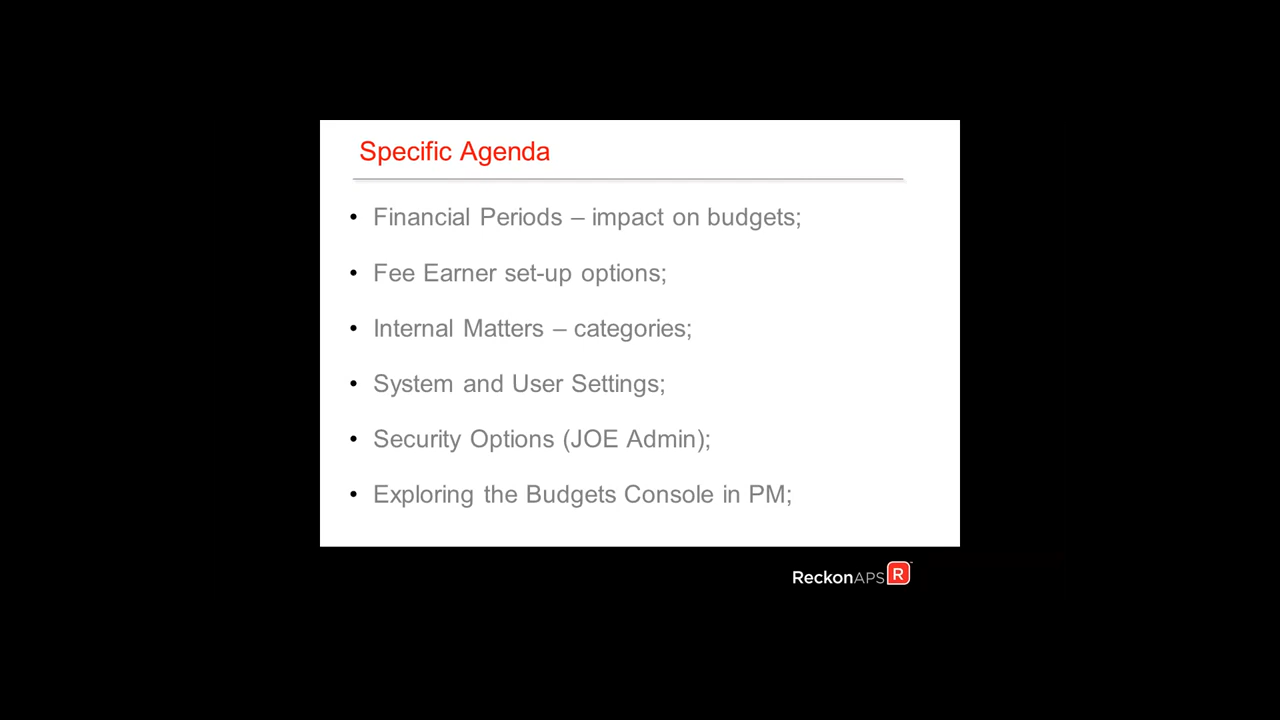 Specific Agenda
• Financial Periods – impact on budgets;
• Fee Earner set-up options;
• Internal Matters – categories;
• System and User Settings;
• Security Options (JOE Admin);
• Exploring the Budgets Console in PM;
ReckonAPS R